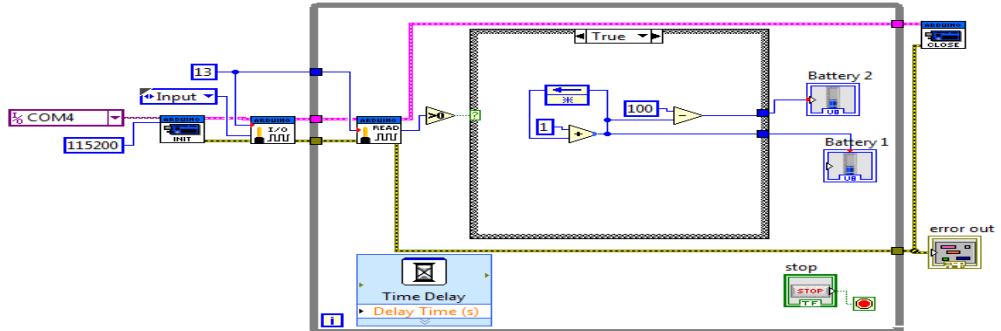 True
13
Input
COM4
115200
ARDUINO
INIT
ARDUINO
I/O
ARDUINO
READ
>0
?
1
+
100
−
Battery 2
Battery 1
ARDUINO
CLOSE
error out
Time Delay
Delay Time (s)
stop
STOP
TF
i